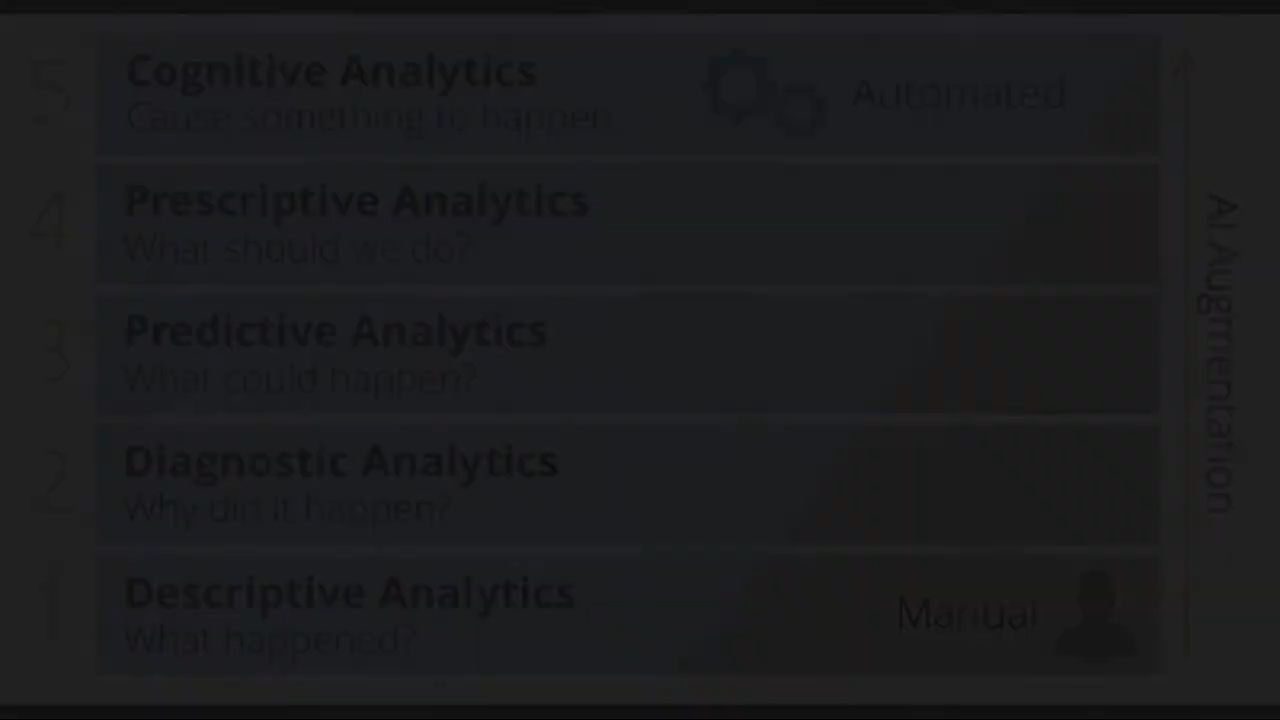 5
Cognitive Analytics
Cause something to happen
Automated
4
Prescriptive Analytics
What should we do?
3
Predictive Analytics
What could happen?
2
Diagnostic Analytics
Why did it happen?
1
Descriptive Analytics
What happened?
Manual
AI Augmentation